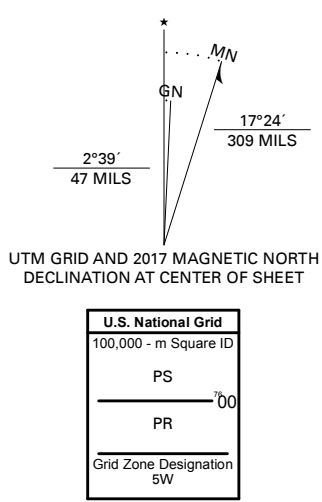 ★
MN
GN
17°24´
309 MILS
2°39´
47 MILS
UTM GRID AND 2017 MAGNETIC NORTH
DECLINATION AT CENTER OF SHEET
U.S. National Grid
100,000 - m Square ID
PS
7600
PR
Grid Zone Designation
5W